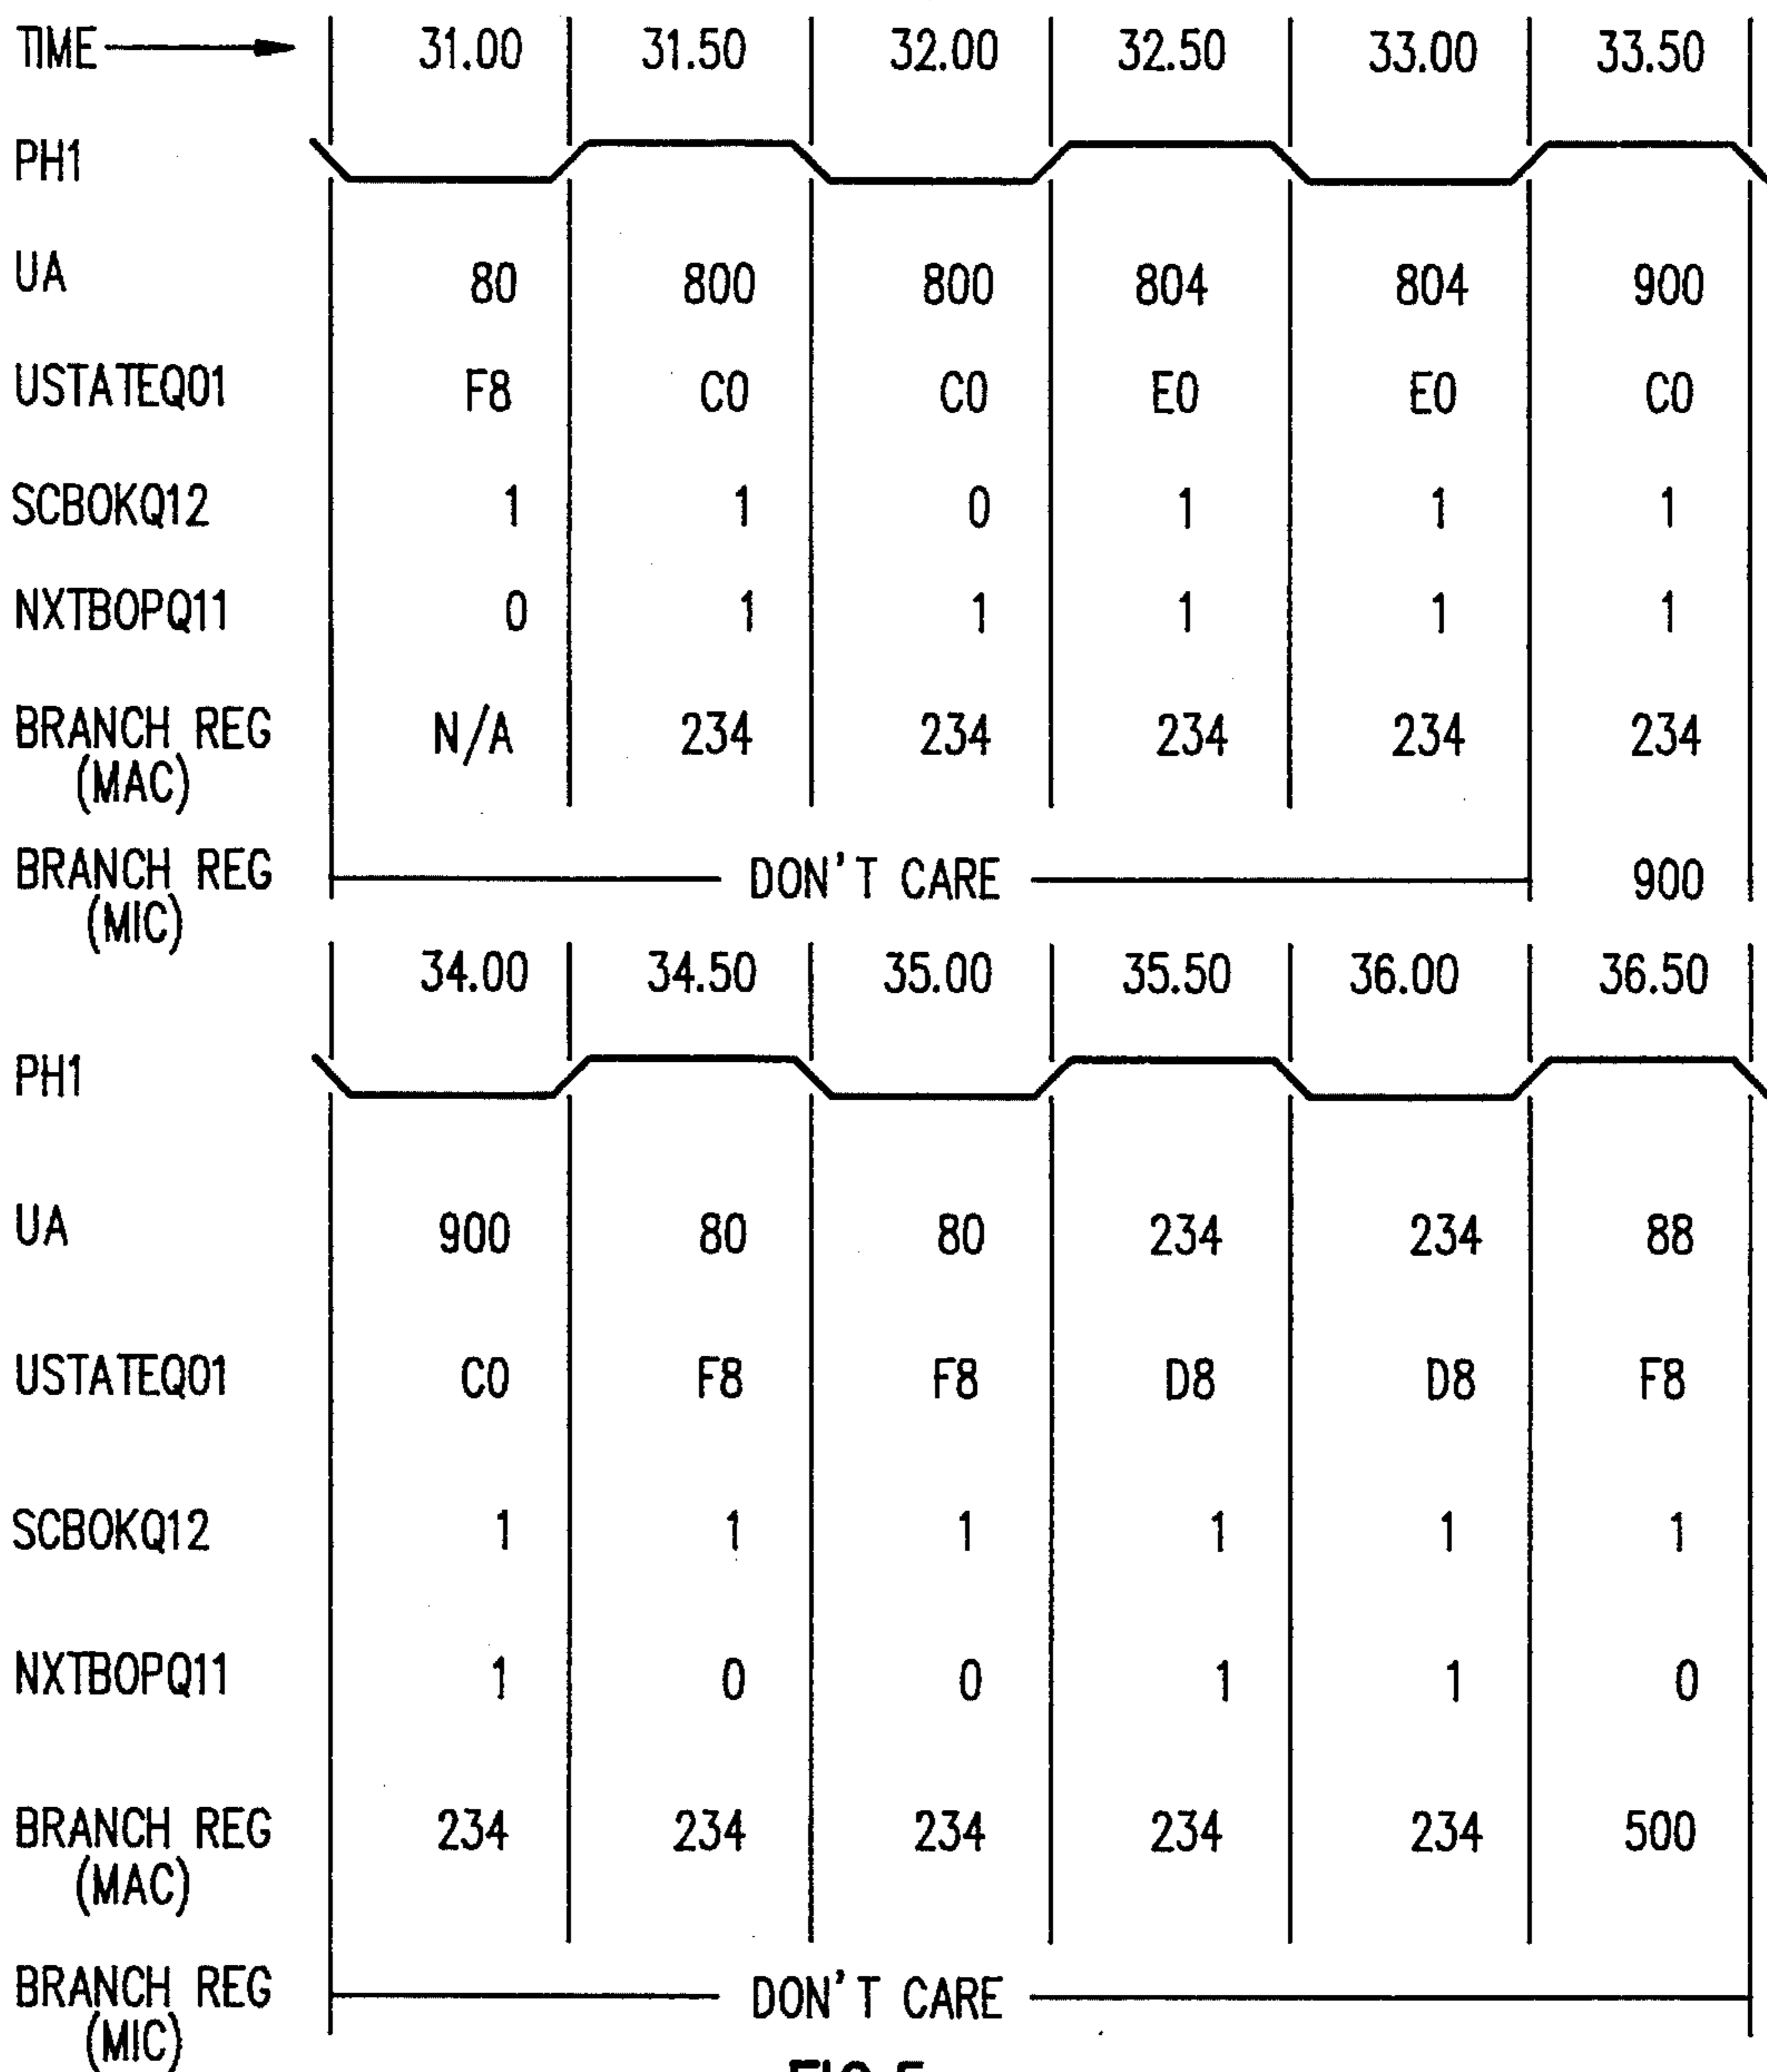 TIME 31.00 31.50 32.00 32.50 33.00 33.50
PH1
UA 80 800 800 804 804 900
USTATEQ01 F8 C0 C0 E0 E0 C0
SCBOKQ12 1 1 0 1 1 1
NXTBOPQ11 0 1 1 1 1 1
BRANCH REG N/A 234 234 234 234 234
(MAC)
BRANCH REG DON'T CARE 900
(MIC)
34.00 34.50 35.00 35.50 36.00 36.50
PH1
UA 900 80 80 234 234 88
USTATEQ01 C0 F8 F8 D8 D8 F8
SCBOKQ12 1 1 1 1 1 1
NXTBOPQ11 1 0 0 1 1 0
BRANCH REG 234 234 234 234 234 500
(MAC)
BRANCH REG DON'T CARE
(MIC)